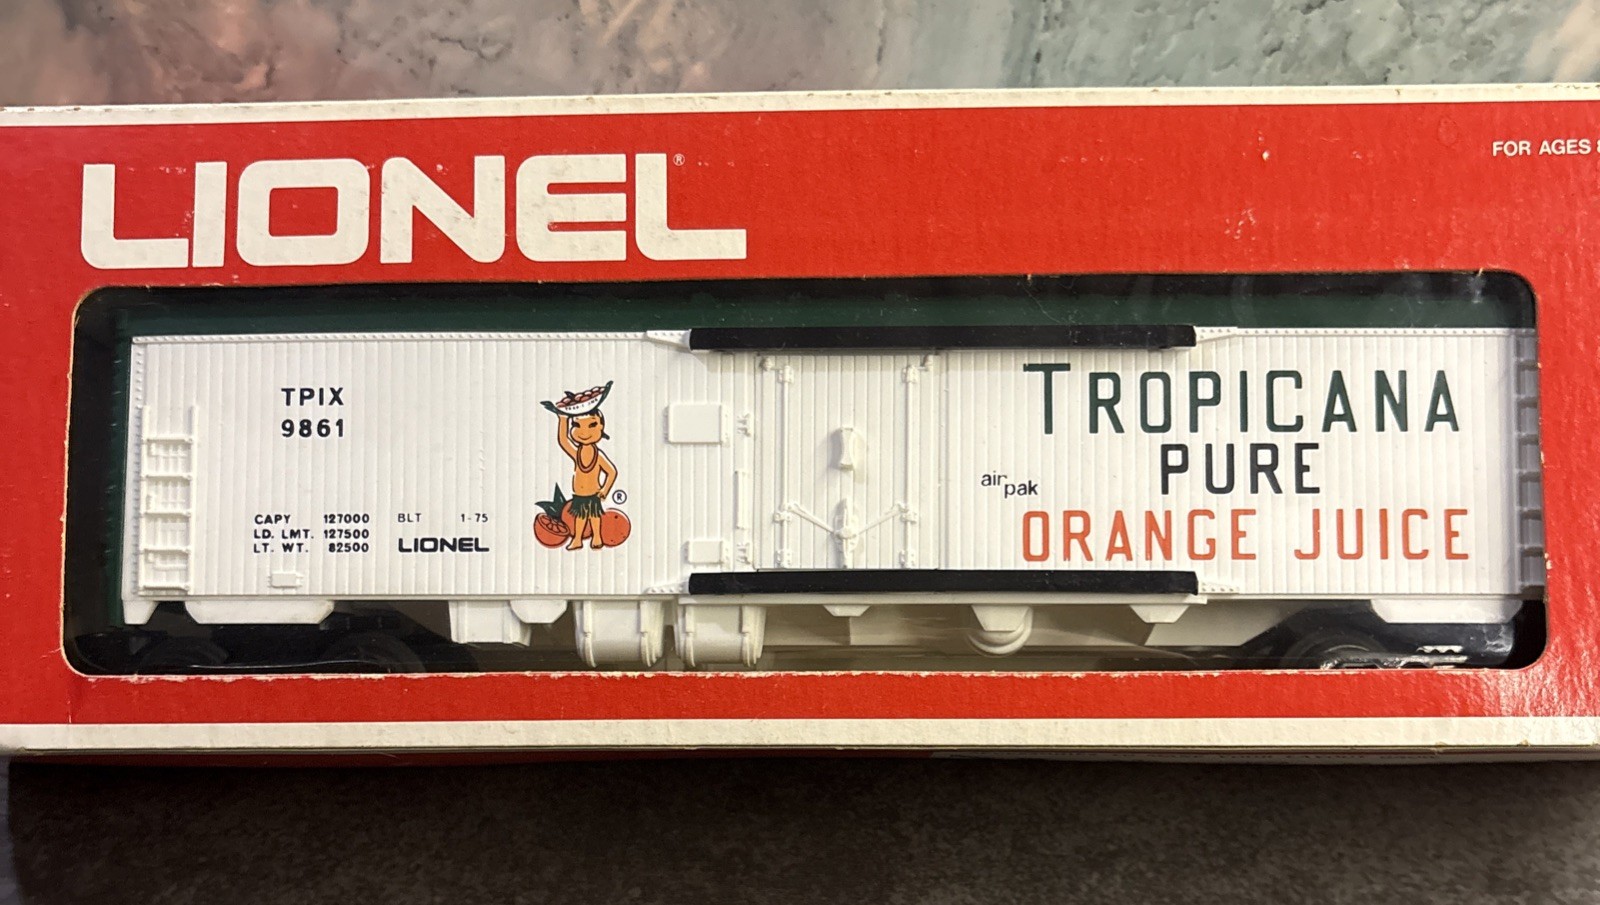 LIONEL®
FOR AGES
TPIX
9861
CAPY 127000
LD. LMT. 127500
LT. WT. 82500
BLT 1-75
LIONEL
®
TROPICANA
PURE
air pak
ORANGE JUICE